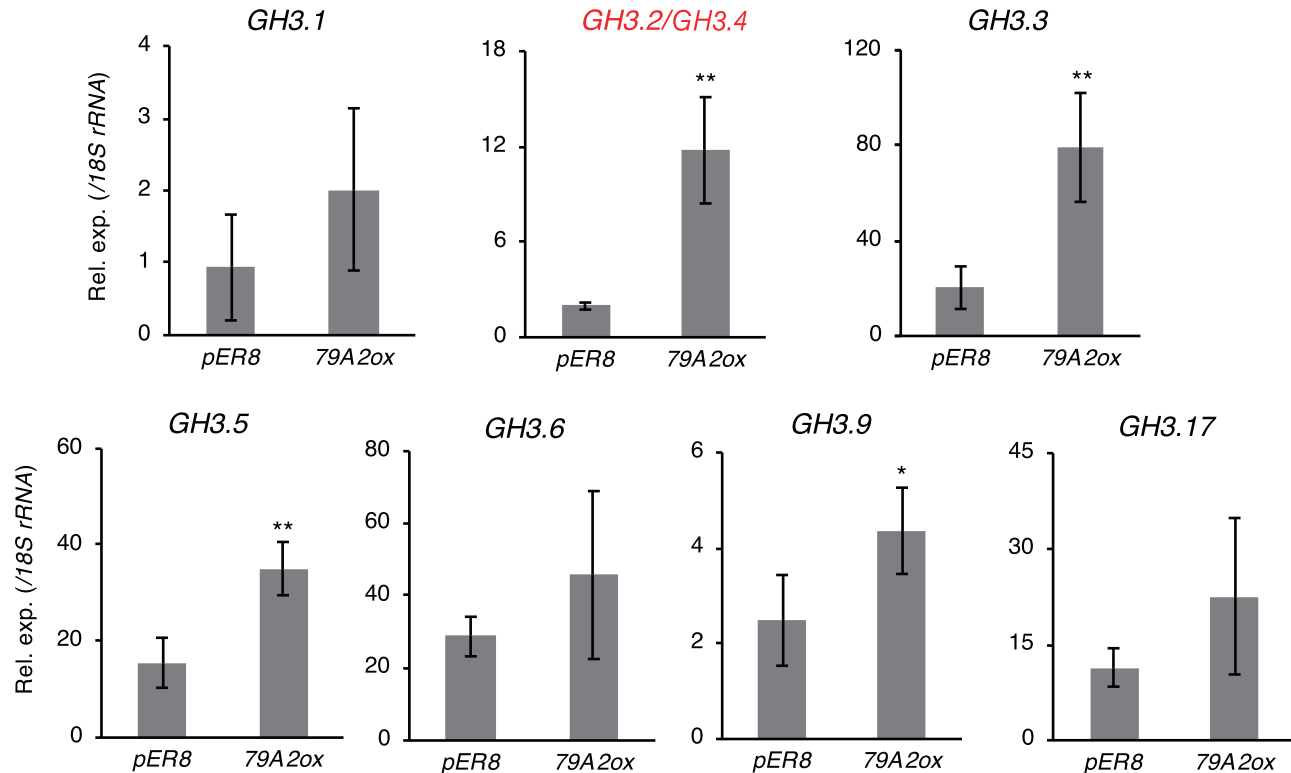 GH3.1
GH3.2/GH3.4
GH3.3
Rel. exp. (/18S rRNA)
4
3
2
1
0
pER8
79A2ox
18
12
6
0
**
pER8
79A2ox
120
80
40
0
**
pER8
79A2ox
GH3.5
GH3.6
GH3.9
GH3.17
Rel. exp. (/18S rRNA)
60
40
20
0
**
pER8
79A2ox
80
60
40
20
0
pER8
79A2ox
6
4
2
0
*
pER8
79A2ox
45
30
15
0
pER8
79A2ox